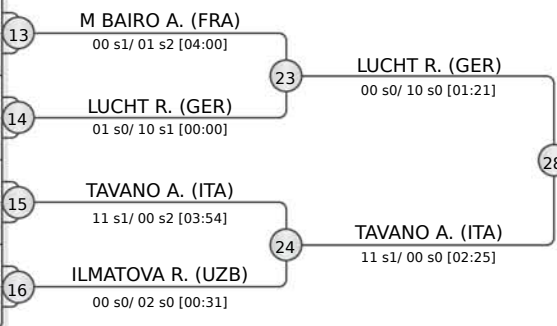 13
M BAIRO A. (FRA)
00 s1/ 01 s2 [04:00]
23
LUCHT R. (GER)
00 s0/ 10 s0 [01:21]
14
LUCHT R. (GER)
01 s0/ 10 s1 [00:00]
28
15
TAVANO A. (ITA)
11 s1/ 00 s2 [03:54]
24
TAVANO A. (ITA)
11 s1/ 00 s0 [02:25]
16
ILMATOVA R. (UZB)
00 s0/ 02 s0 [00:31]